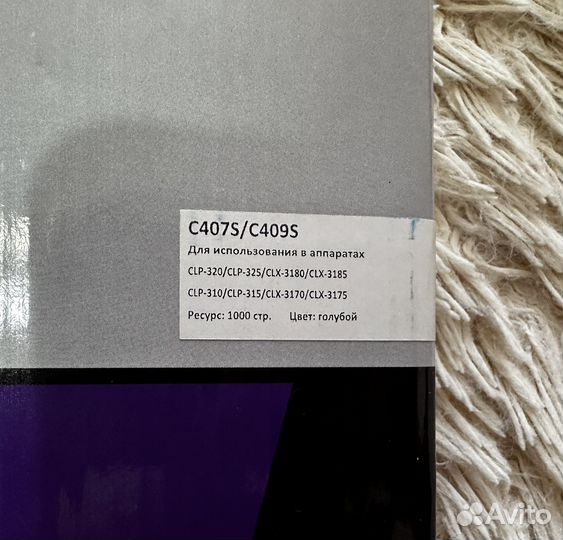 C407S/C409S
Для использования в аппаратах
CLP-320/CLP-325/CLX-3180/CLX-3185
CLP-310/CLP-315/CLX-3170/CLX-3175
Ресурс: 1000 стр. Цвет: голубой
Avito